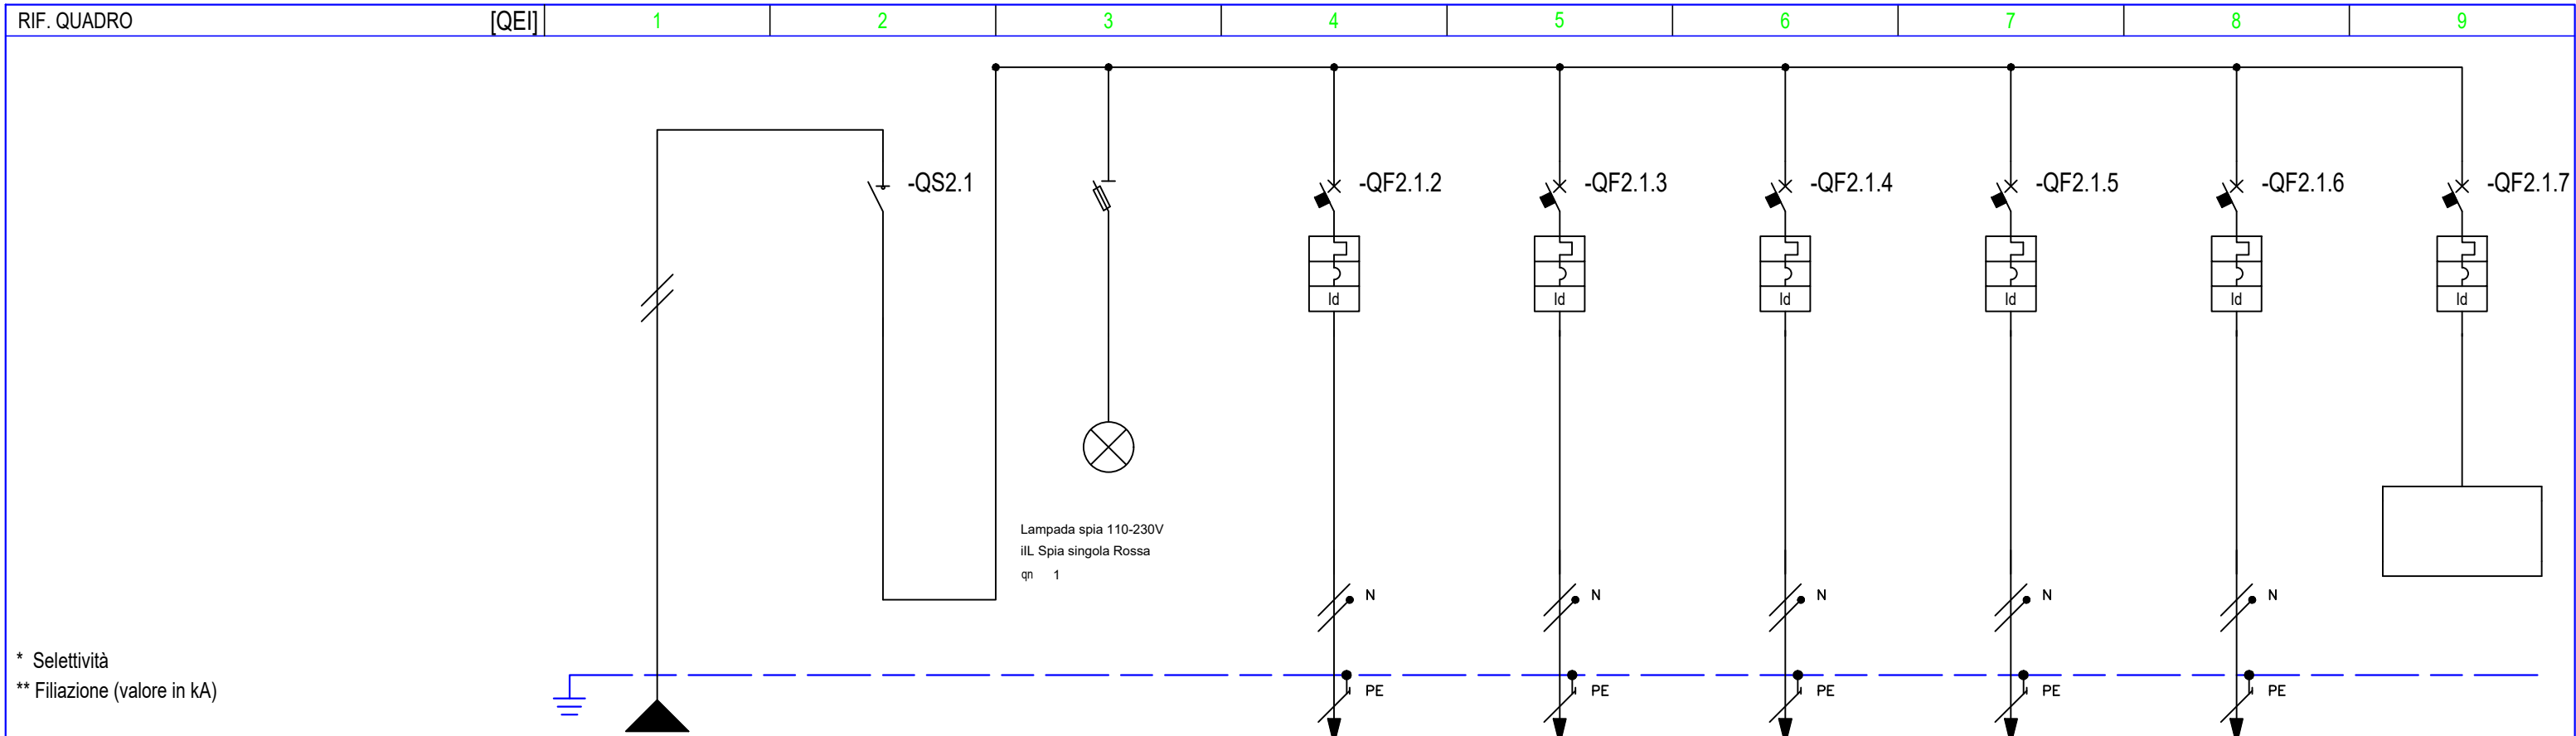 RIF. QUADRO [QEI] 1 2 3 4 5 6 7 8 9
-QS2.1 -QF2.1.2 -QF2.1.3 -QF2.1.4 -QF2.1.5 -QF2.1.6 -QF2.1.7
Id Id Id Id Id Id
Lampada spia 110-230V
iIL Spia singola Rossa
qn 1
N N N N N
* Selettività
** Filiazione (valore in kA)
PE PE PE PE PE